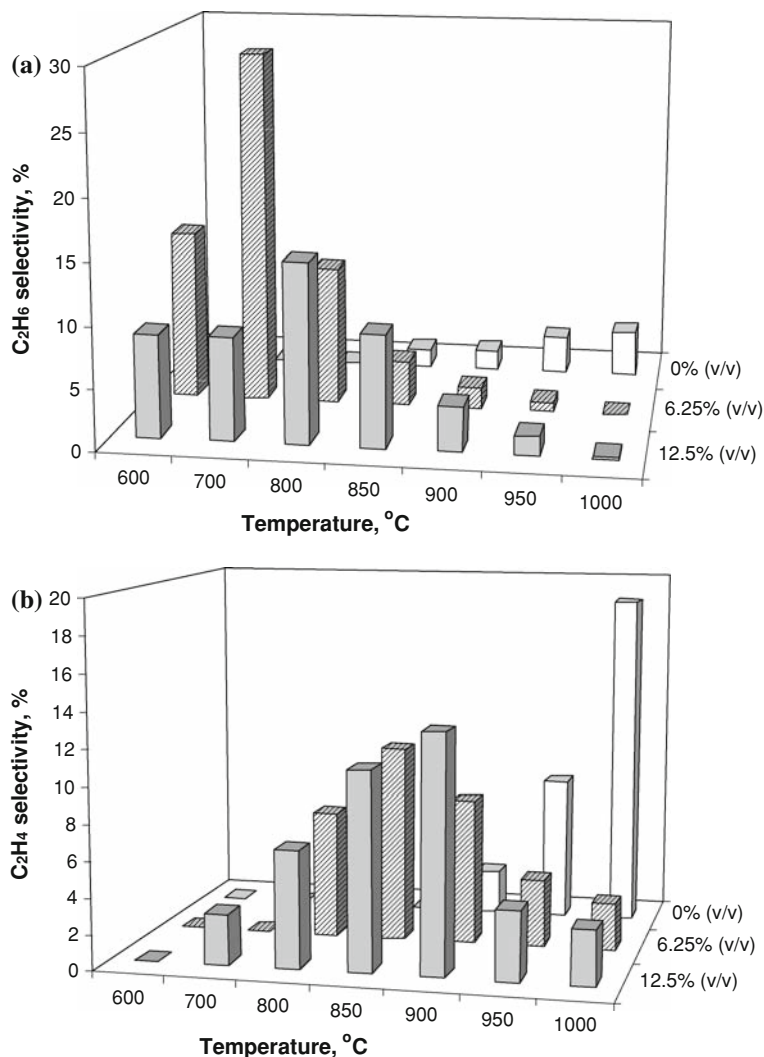 (a)
30
25
20
15
10
5
0
C2H6 selectivity, %
600 700 800 850 900 950 1000
Temperature, °C
0% (v/v)
6.25% (v/v)
12.5% (v/v)
(b)
20
18
16
14
12
10
8
6
4
2
0
C2H4 selectivity, %
600 700 800 850 900 950 1000
Temperature, °C
0% (v/v)
6.25% (v/v)
12.5% (v/v)